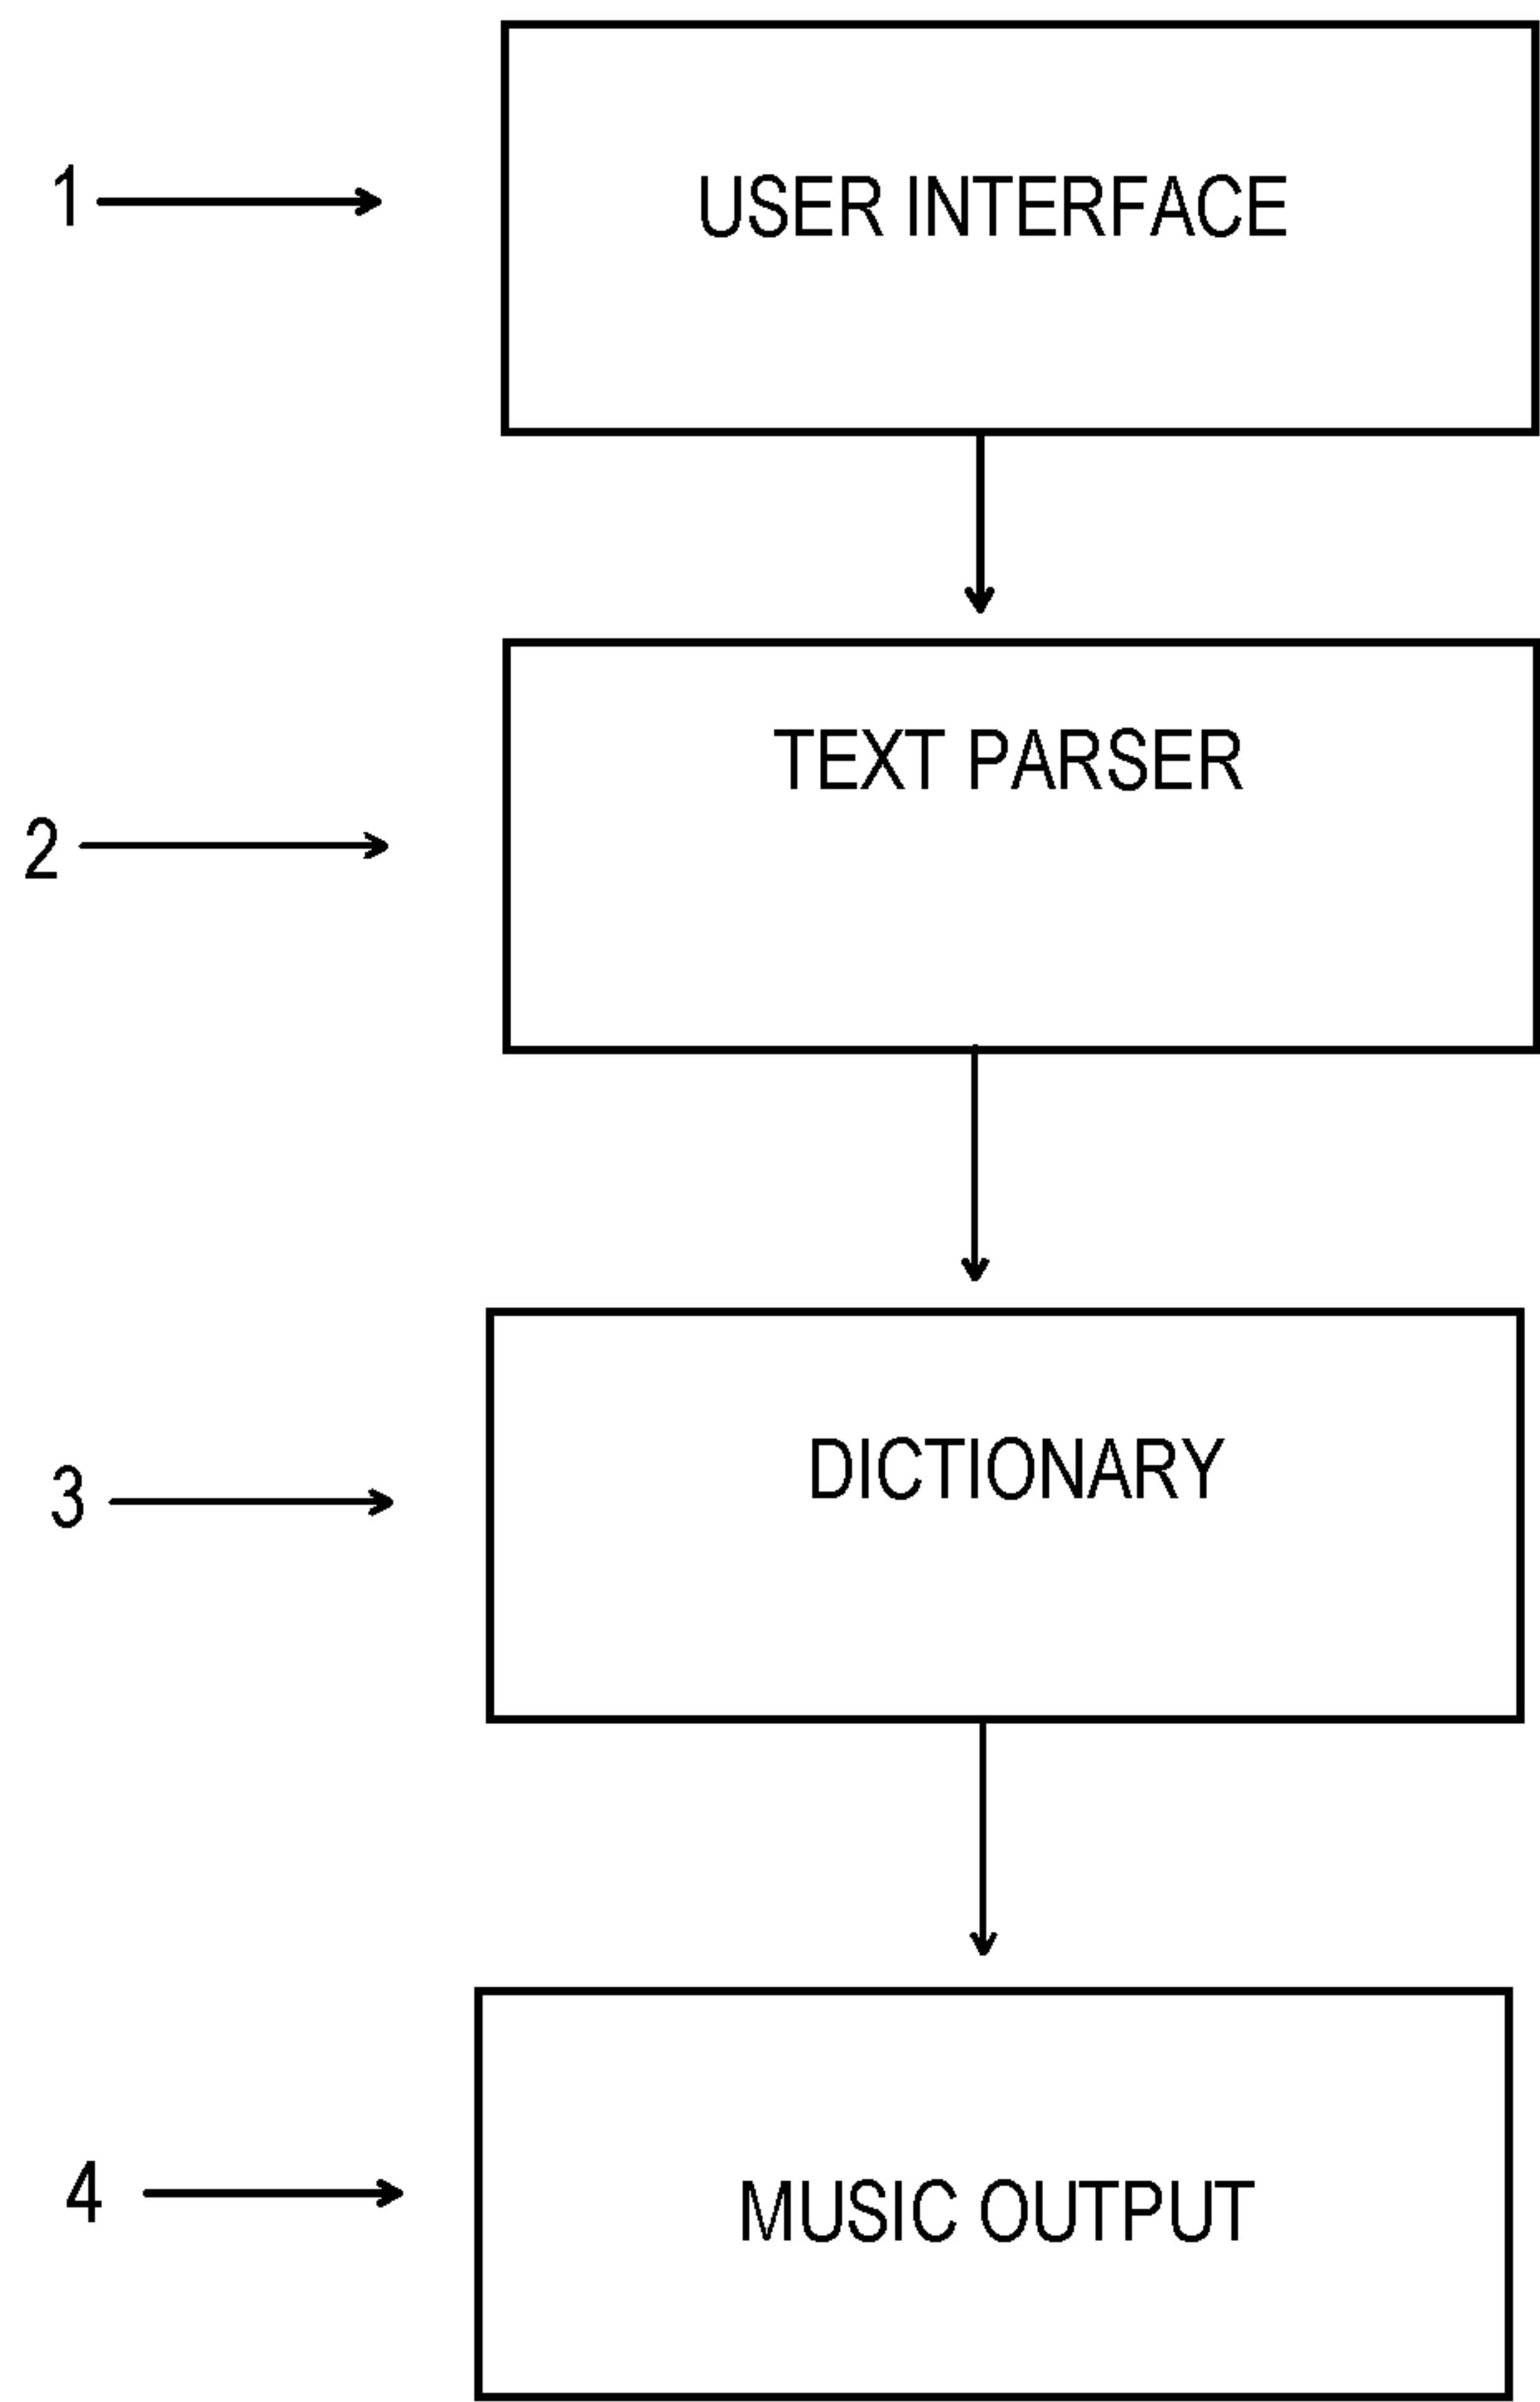 1
USER INTERFACE
TEXT PARSER
2
DICTIONARY
3
MUSIC OUTPUT
4